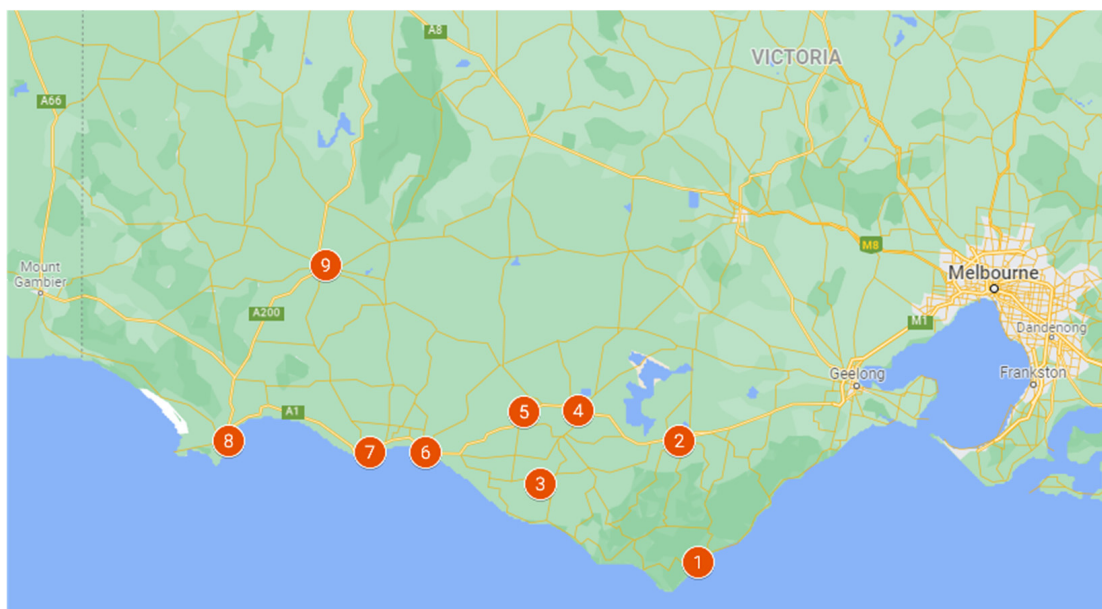 A8
VICTORIA
A66
M8
9
Mount
Gambier
Melbourne
A200
M1
Dandenong
Geelong
Frankston
5
4
A1
8
2
7
6
3
1